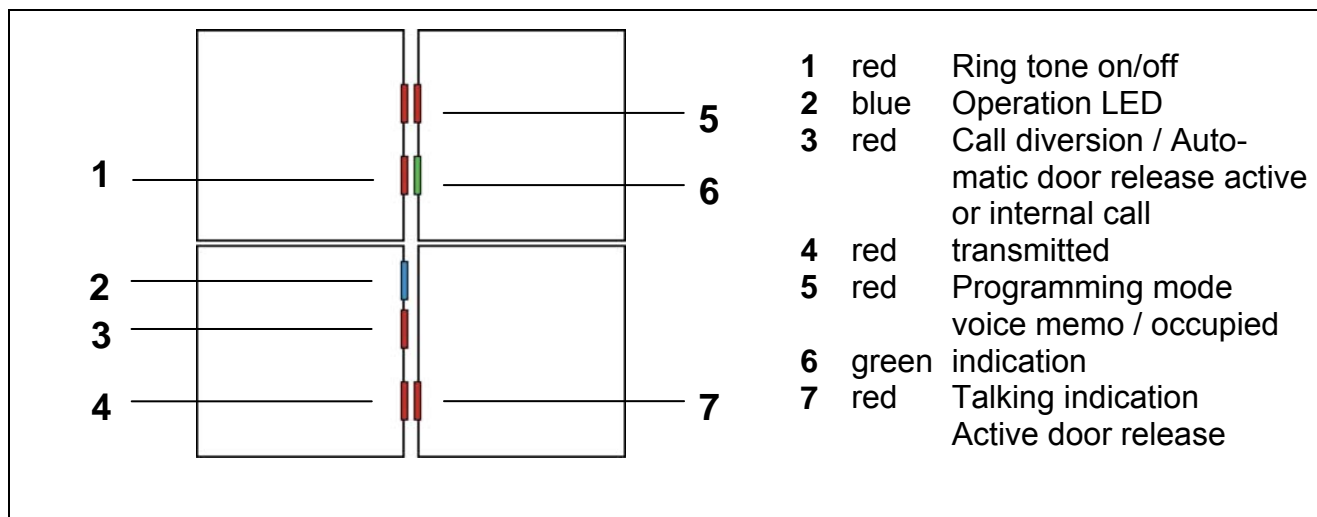 1
2
3
4
5
6
7
1 red Ring tone on/off
2 blue Operation LED
3 red Call diversion / Auto-
matic door release active
or internal call
4 red transmitted
5 red Programming mode
voice memo / occupied
6 green indication
7 red Talking indication
Active door release